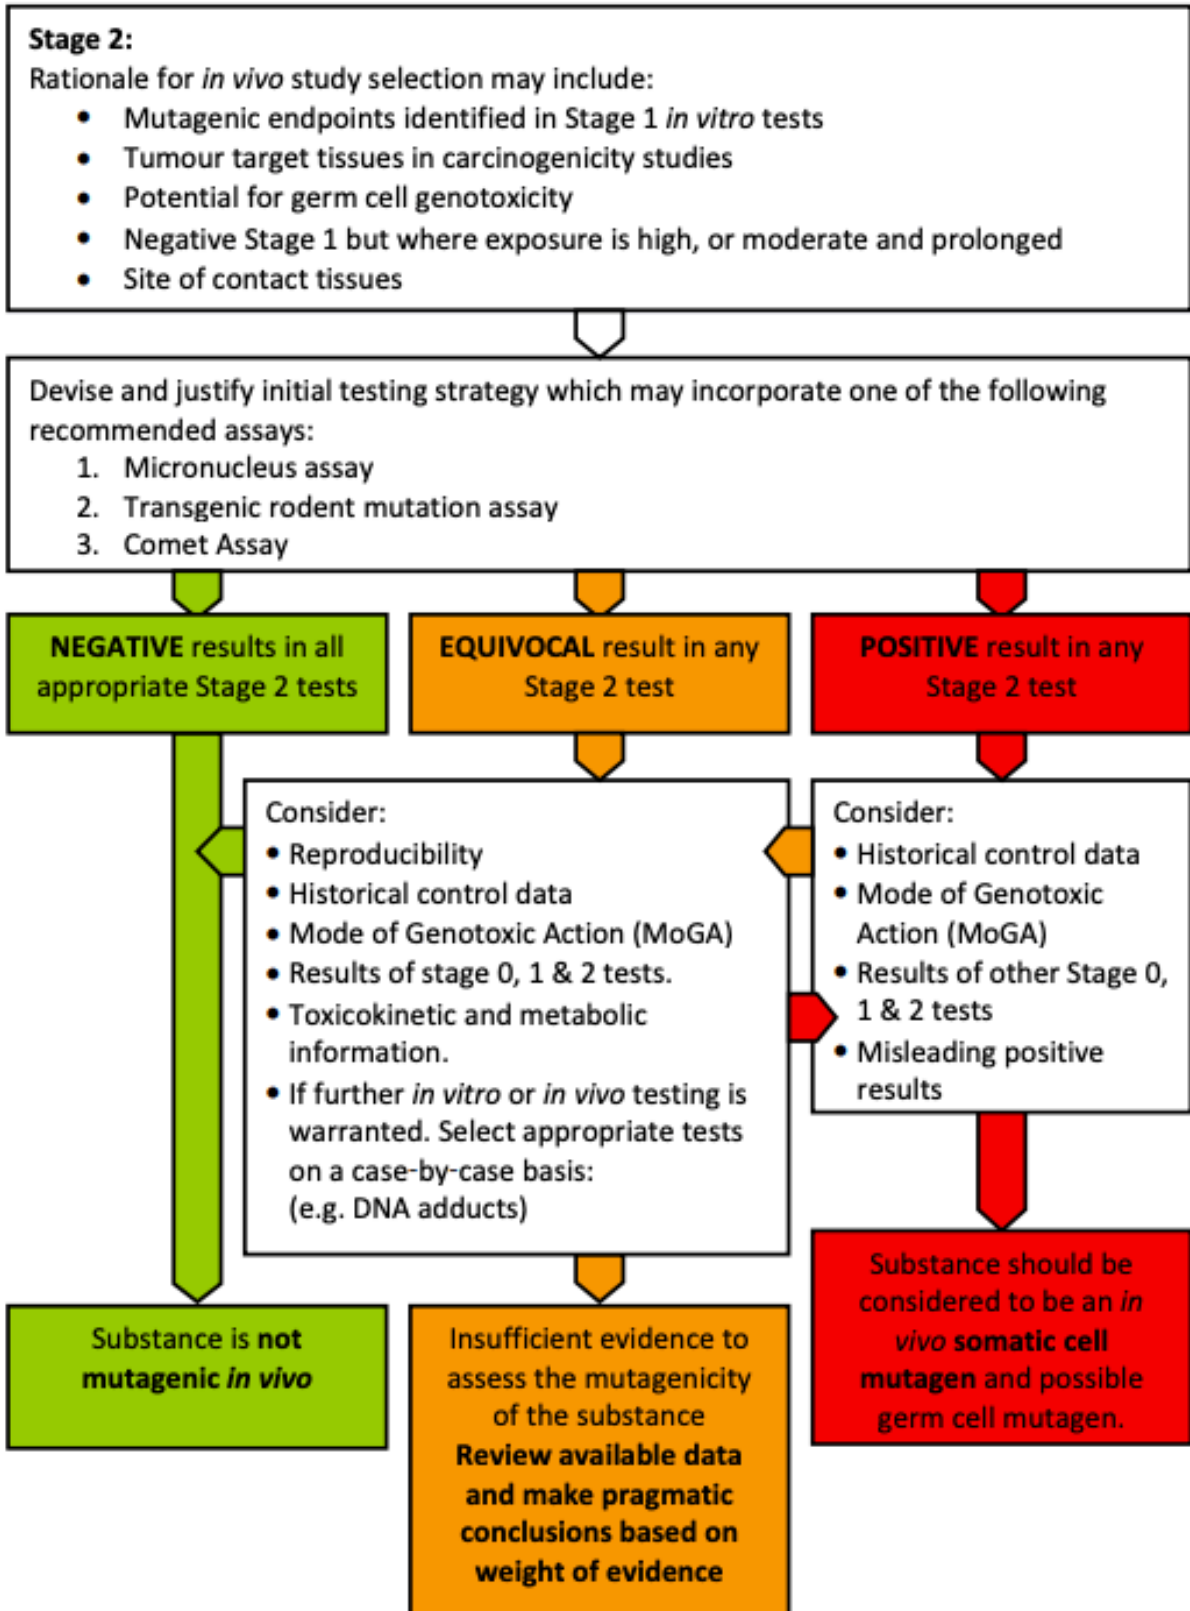 Stage 2:
Rationale for in vivo study selection may include:
• Mutagenic endpoints identified in Stage 1 in vitro tests
• Tumour target tissues in carcinogenicity studies
• Potential for germ cell genotoxicity
• Negative Stage 1 but where exposure is high, or moderate and prolonged
• Site of contact tissues
Devise and justify initial testing strategy which may incorporate one of the following
recommended assays:
1. Micronucleus assay
2. Transgenic rodent mutation assay
3. Comet Assay
NEGATIVE results in all
appropriate Stage 2 tests
EQUIVOCAL result in any
Stage 2 test
POSITIVE result in any
Stage 2 test
Consider:
• Reproducibility
• Historical control data
• Mode of Genotoxic Action (MoGA)
• Results of stage 0, 1 & 2 tests.
• Toxicokinetic and metabolic
information.
• If further in vitro or in vivo testing is
warranted. Select appropriate tests
on a case-by-case basis:
(e.g. DNA adducts)
Consider:
• Historical control data
• Mode of Genotoxic
Action (MoGA)
• Results of other Stage 0,
1 & 2 tests
• Misleading positive
results
Substance is not
mutagenic in vivo
Insufficient evidence to
assess the mutagenicity
of the substance
Review available data
and make pragmatic
conclusions based on
weight of evidence
Substance should be
considered to be an in
vivo somatic cell
mutagen and possible
germ cell mutagen.